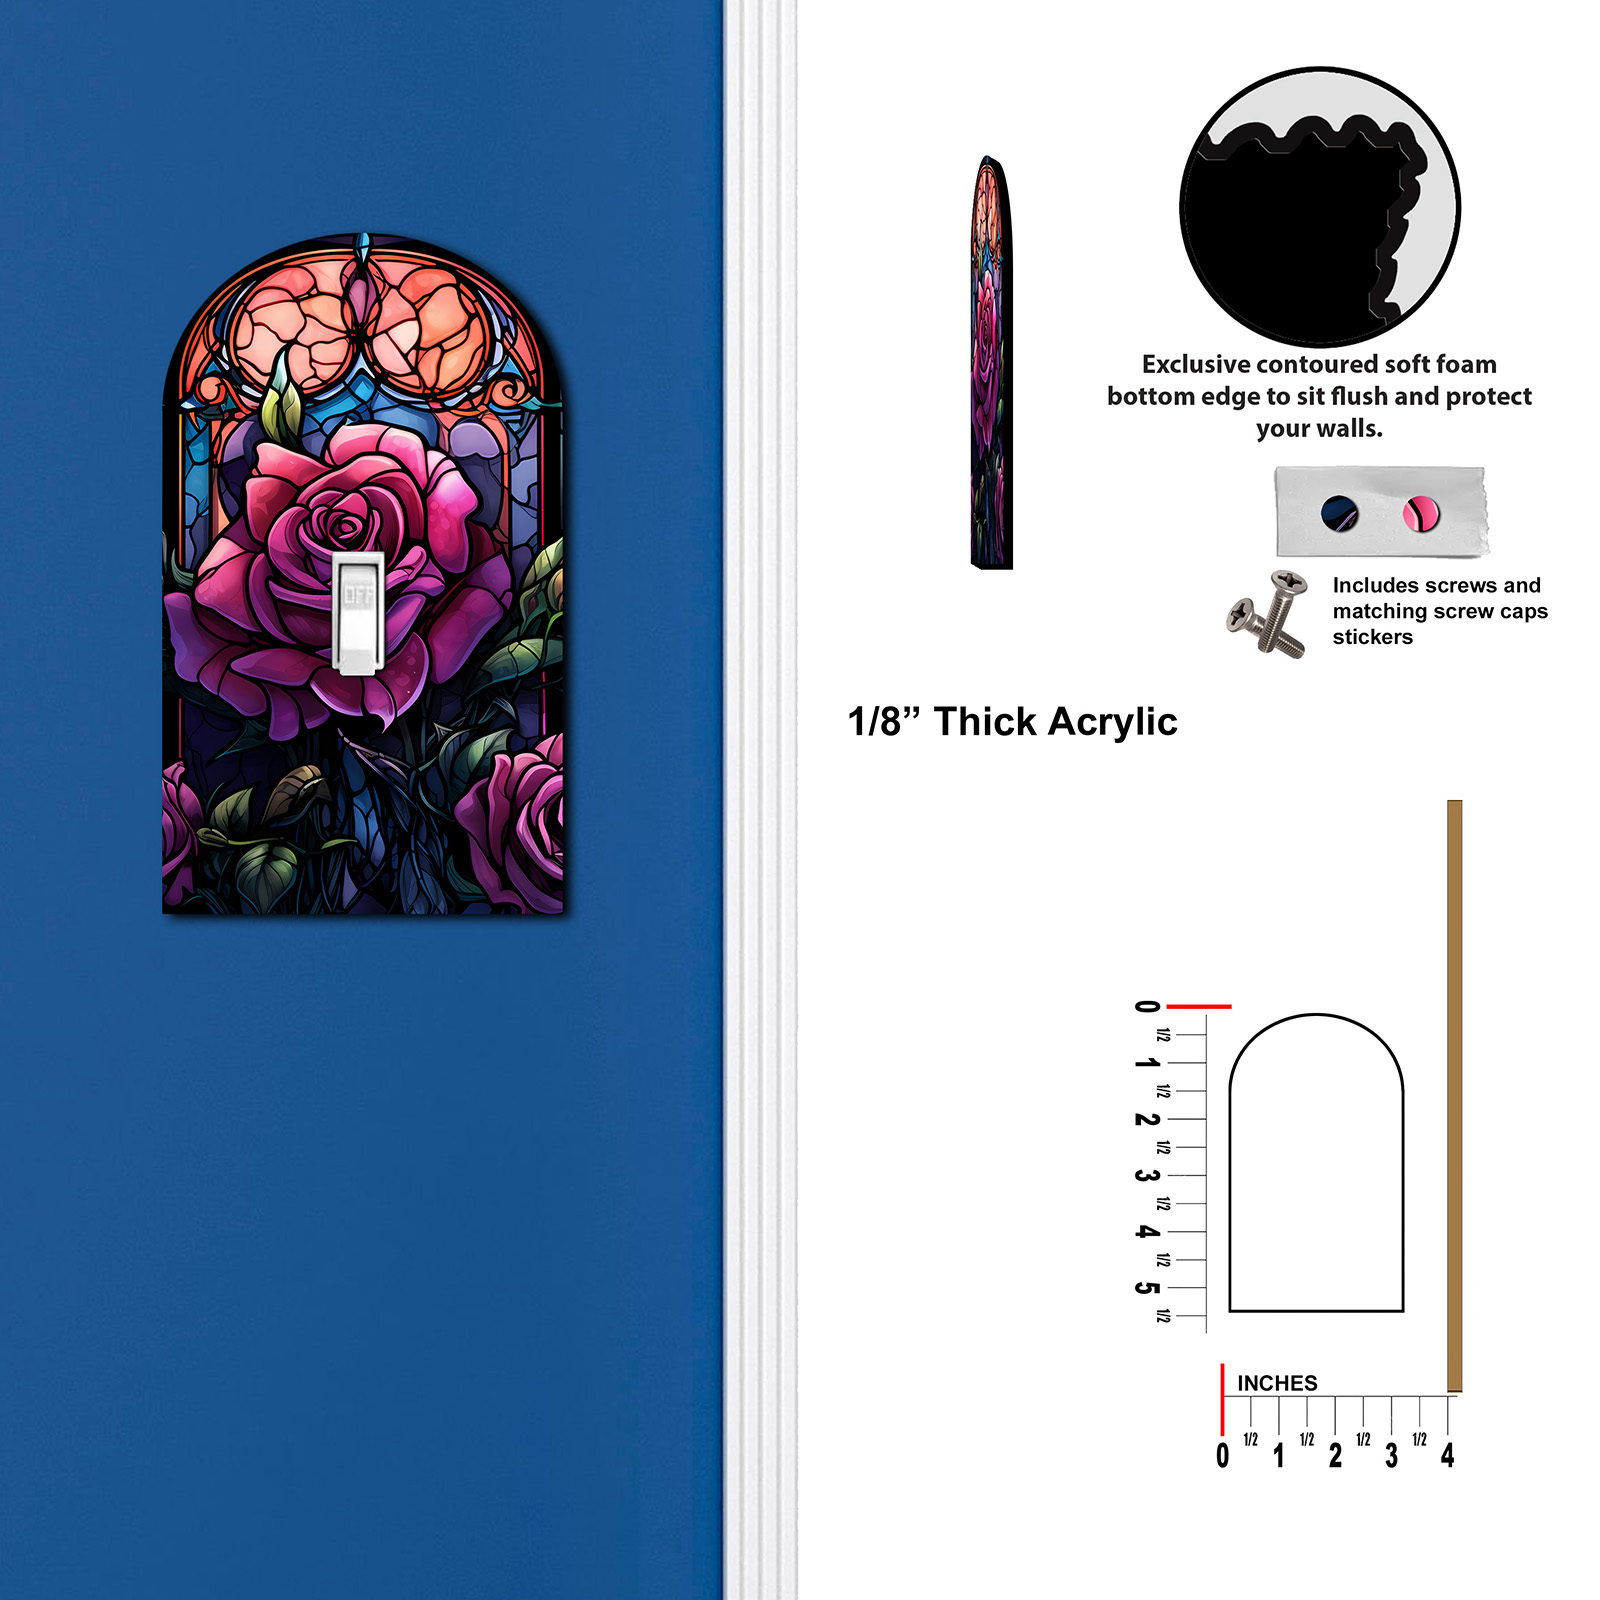 OFF
Exclusive contoured soft foam
bottom edge to sit flush and protect
your walls.
Includes screws and
matching screw caps
stickers
1/8” Thick Acrylic
0
1/2
1
1/2
2
1/2
3
1/2
4
1/2
5
1/2
INCHES
0 1/2 1 1/2 2 1/2 3 1/2 4